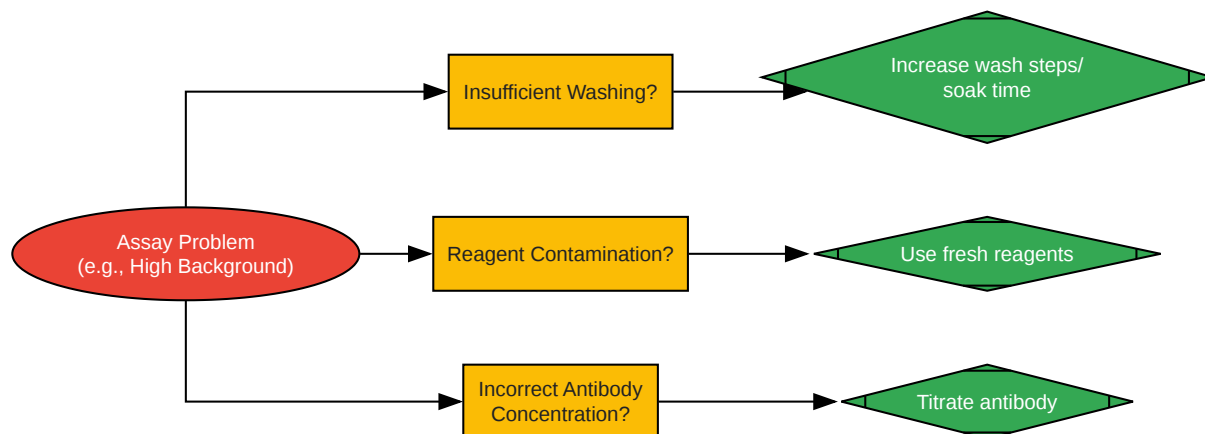 Increase wash steps/
soak time
Insufficient Washing?
Assay Problem
(e.g., High Background)
Reagent Contamination?
Use fresh reagents
Incorrect Antibody
Concentration?
Titrate antibody